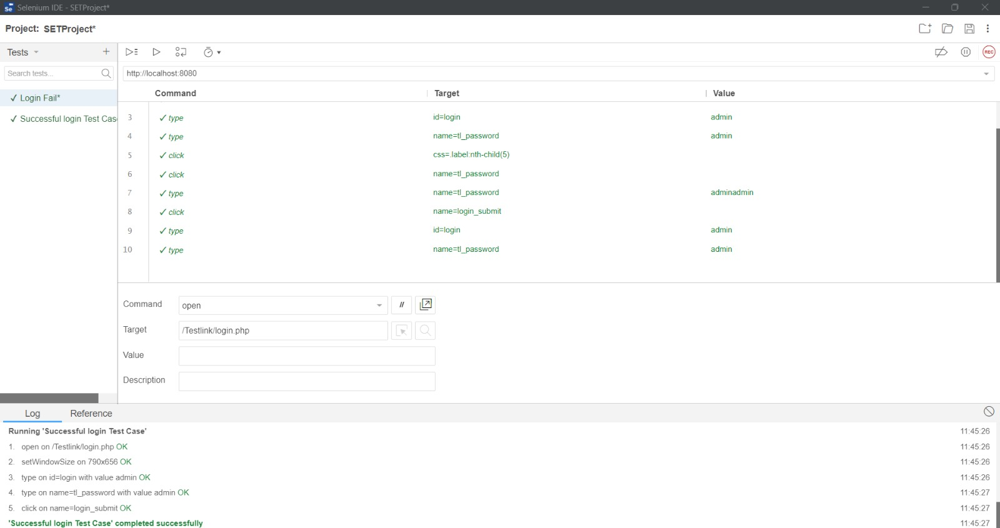 Selenium IDE - SETProject*
Project: SETProject*
Tests
Search tests...
http://localhost:8080
Command Target Value
✓ Login Fail*
✓ Successful login Test Cas
3 ✓ type id=login admin
4 ✓ type name=tl_password admin
5 ✓ click css=.label:nth-child(5)
6 ✓ click name=tl_password
7 ✓ type name=tl_password adminadmin
8 ✓ click name=login_submit
9 ✓ type id=login admin
10 ✓ type name=tl_password admin
Command open //
Target /Testlink/login.php
Value
Description
Log Reference
Running 'Successful login Test Case' 11:45:26
1. open on /Testlink/login.php OK 11:45:26
2. setWindowSize on 790x656 OK 11:45:26
3. type on id=login with value admin OK 11:45:26
4. type on name=tl_password with value admin OK 11:45:27
5. click on name=login_submit OK 11:45:27
'Successful login Test Case' completed successfully 11:45:27
Se
REC